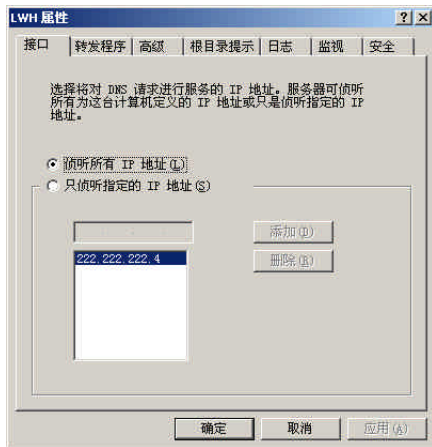 LWH 属性
接口 转发程序 高级 根目录提示 日志 监视 安全
选择将对 DNS 请求进行服务的 IP 地址。服务器可侦听
所有为这台计算机定义的 IP 地址或只是侦听指定的 IP
地址。
侦听所有 IP 地址(L)
只侦听指定的 IP 地址(S)
添加(D)
222.222.222.4
删除(R)
确定 取消 应用(A)